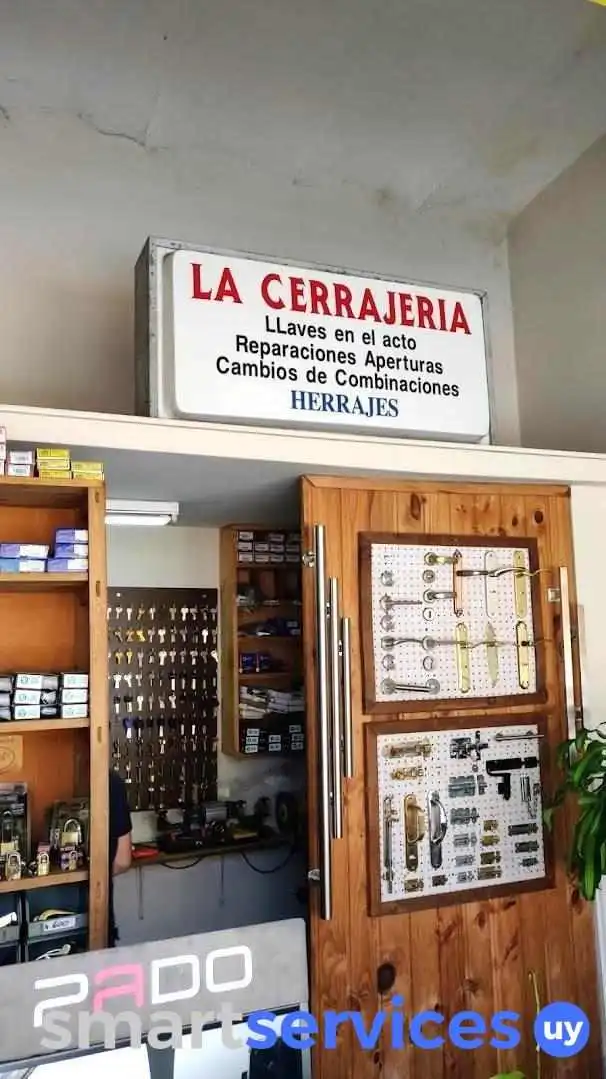 LA CERRAJERIA
LLaves en el acto
Reparaciones Aperturas
Cambios de Combinaciones
HERRAJES
PADO
smartservices uy